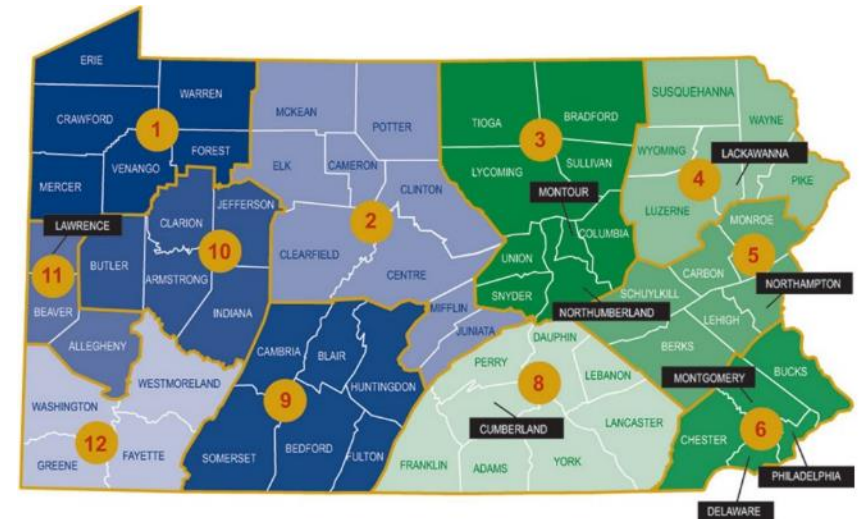 ERIE
WARREN
CRAWFORD
1
FOREST
VENANGO
MERCER
MCKEAN
POTTER
ELK
CAMERON
CLINTON
2
CLEARFIELD
CENTRE
MIFFLIN
JUNIATA
TIOGA
BRADFORD
3
LYCOMING
SULLIVAN
MONTOUR
COLUMBIA
UNION
SNYDER
NORTHUMBERLAND
SUSQUEHANNA
WAYNE
WYOMING
LACKAWANNA
4
PIKE
LUZERNE
MONROE
5
CARBON
NORTHAMPTON
SCHUYLKILL
LEHIGH
BERKS
MONTGOMERY
BUCKS
6
CHESTER
PHILADELPHIA
DELAWARE
DAUPHIN
PERRY
8
LEBANON
CUMBERLAND
LANCASTER
FRANKLIN
ADAMS
YORK
CAMBRIA
BLAIR
HUNTINGDON
9
SOMERSET
BEDFORD
FULTON
JEFFERSON
CLARION
10
BUTLER
ARMSTRONG
INDIANA
LAWRENCE
11
BEAVER
ALLEGHENY
WESTMORELAND
WASHINGTON
12
GREENE
FAYETTE